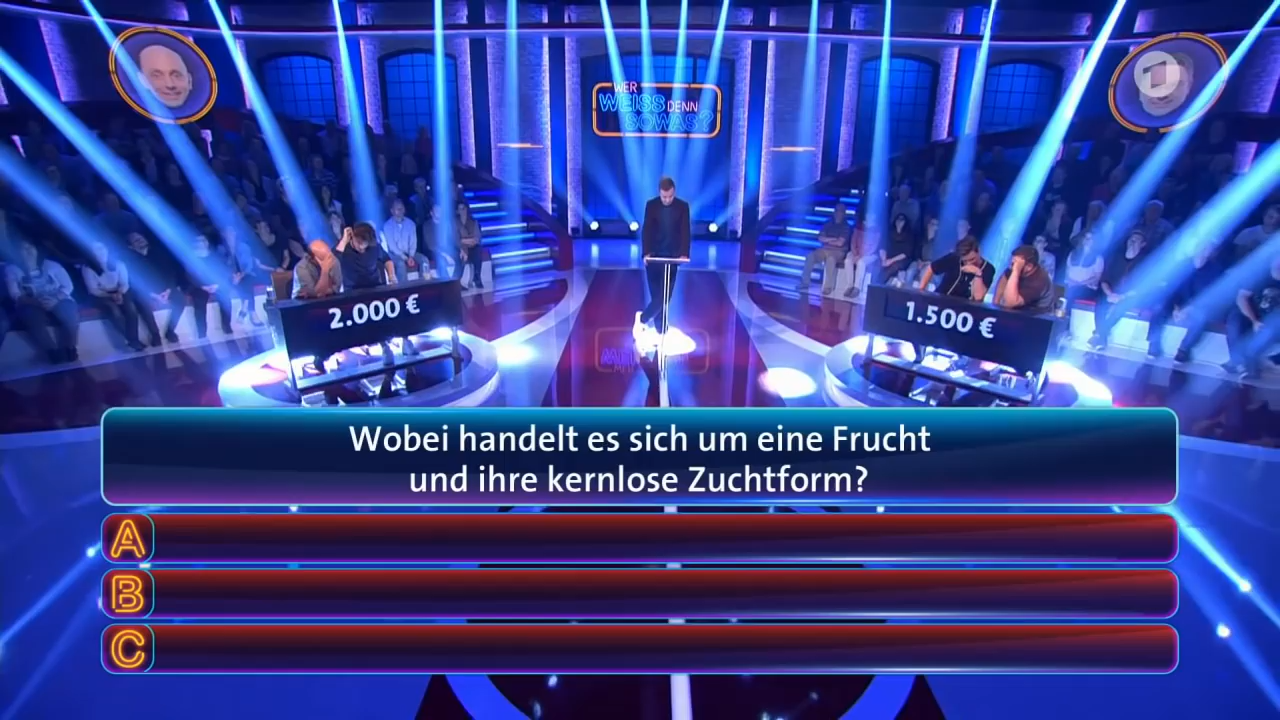 WER
WEISS DENN
SOWAS?
2.000 €
1.500 €
Wobei handelt es sich um eine Frucht
und ihre kernlose Zuchtform?
A
B
C